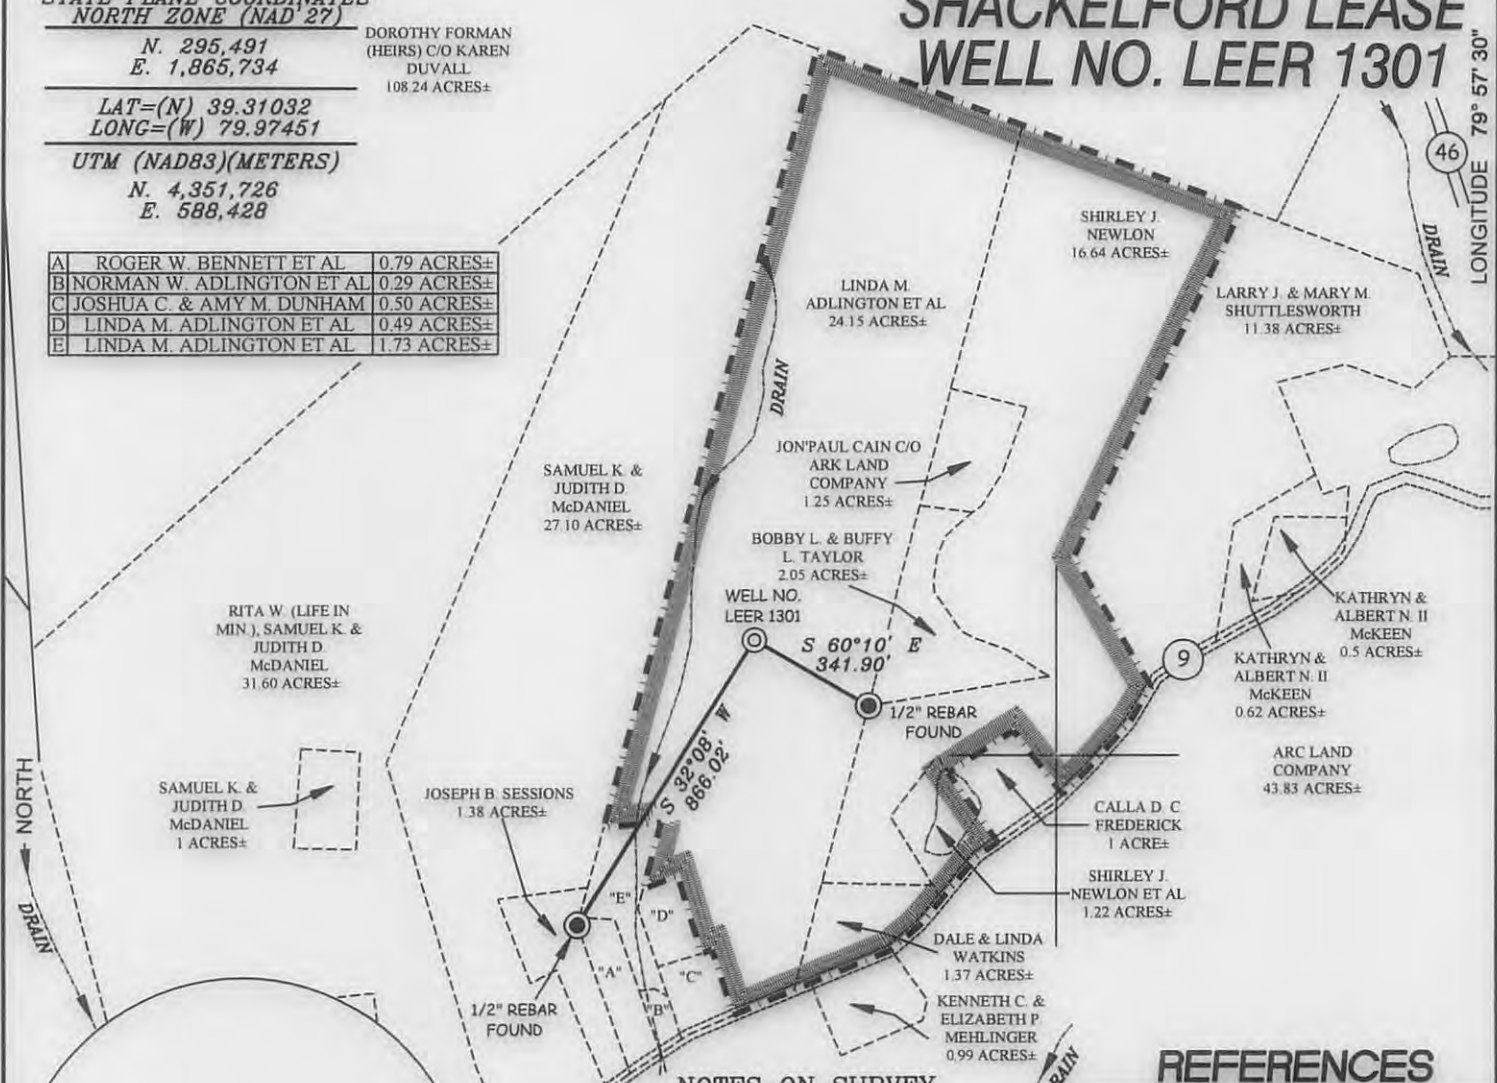 STATE PLANE COORDINATES
NORTH ZONE (NAD'27)
N. 295,491
E. 1,865,734
LAT=(N) 39.31032
LONG=(W) 79.97451
UTM (NAD83)(METERS)
N. 4,351,726
E. 588,428
DOROTHY FORMAN
(HEIRS) C/O KAREN
DUVALL
108.24 ACRES±
SHACKELFORD LEASE
WELL NO. LEER 1301
LONGITUDE 79° 57' 30"
46
DRAIN
A ROGER W. BENNETT ET AL 0.79 ACRES±
B NORMAN W. ADLINGTON ET AL 0.29 ACRES±
C JOSHUA C. & AMY M. DUNHAM 0.50 ACRES±
D LINDA M. ADLINGTON ET AL 0.49 ACRES±
E LINDA M. ADLINGTON ET AL 1.73 ACRES±
SHIRLEY J.
NEWLON
16.64 ACRES±
LINDA M.
ADLINGTON ET AL
24.15 ACRES±
LARRY J. & MARY M.
SHUTTLESWORTH
11.38 ACRES±
DRAIN
SAMUEL K. &
JUDITH D.
McDANIEL
27.10 ACRES±
JON'PAUL CAIN C/O
ARK LAND
COMPANY
1.25 ACRES±
BOBBY L. & BUFFY
L. TAYLOR
2.05 ACRES±
WELL NO.
LEER 1301
S 60°10' E
341.90'
RITA W. (LIFE IN
MIN.), SAMUEL K. &
JUDITH D.
McDANIEL
31.60 ACRES±
KATHRYN &
ALBERT N. II
McKEEN
0.5 ACRES±
9
KATHRYN &
ALBERT N. II
McKEEN
0.62 ACRES±
1/2" REBAR
FOUND
S 32°08' W
866.02'
ARC LAND
COMPANY
43.83 ACRES±
NORTH
SAMUEL K. &
JUDITH D.
McDANIEL
1 ACRES±
JOSEPH B. SESSIONS
1.38 ACRES±
CALLA D. C.
FREDERICK
1 ACRE±
SHIRLEY J.
NEWLON ET AL
1.22 ACRES±
"E"
"D"
DRAIN
DALE & LINDA
WATKINS
1.37 ACRES±
"A"
"C"
"B"
1/2" REBAR
FOUND
KENNETH C. &
ELIZABETH P.
MEHLINGER
0.99 ACRES±
DRAIN
REFERENCES
NOTES ON SURVEY